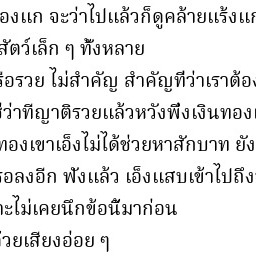 องแก จะว่าไปแล้วก็ดูคล้ายแร้งแก
สัตว์เล็ก ๆ ทั้งหลาย
รือรวย ไม่สำคัญ สำคัญที่ว่าเราต้อง
ว่าทีญาติรวยแล้วหวังพึ่งเงินทอง
ทองเขาเอ็งไม่ได้ช่วยหาสักบาท ยัง
รอลงอีก ฟังแล้ว เอ็งแสบเข้าไปถึง
ะไม่เคยนึกข้อนี้มาก่อน
วยเสียงอ่อย ๆ